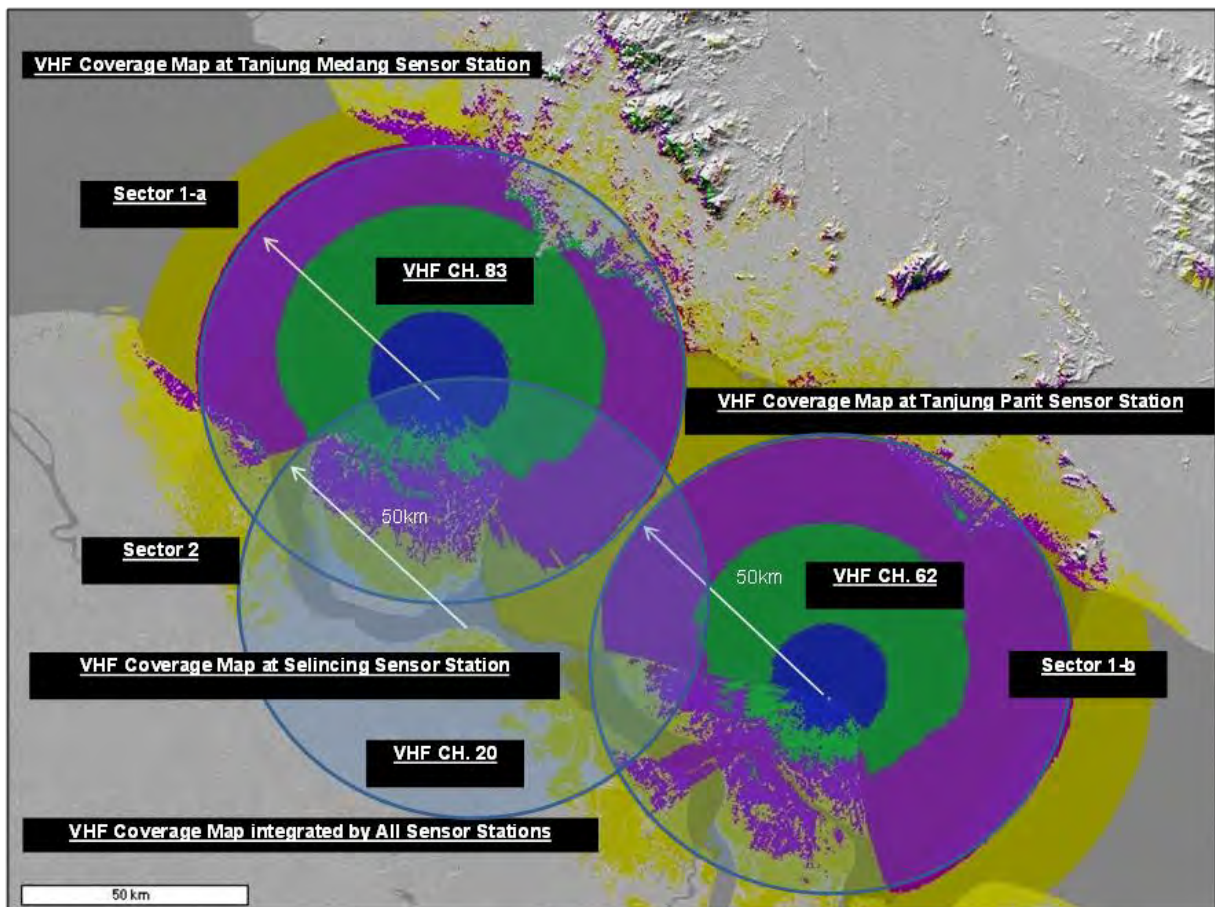 VHF Coverage Map at Tanjung Medang Sensor Station
Sector 1-a
VHF CH. 83
VHF Coverage Map at Tanjung Parit Sensor Station
50km
Sector 2
50km
VHF CH. 62
VHF Coverage Map at Selincing Sensor Station
Sector 1-b
VHF CH. 20
VHF Coverage Map integrated by All Sensor Stations
50 km